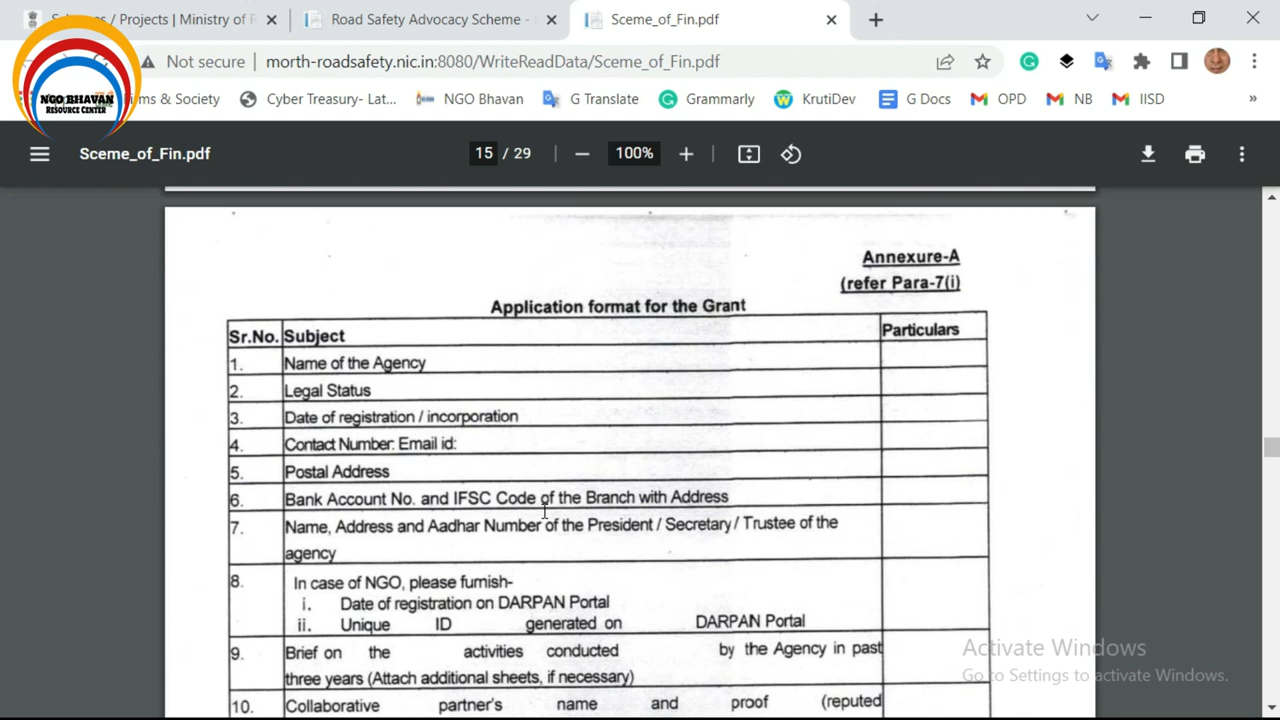 Schemes / Projects | Ministry of R
Road Safety Advocacy Scheme -
Sceme_of_Fin.pdf
Not secure
morth-roadsafety.nic.in:8080/WriteReadData/Sceme_of_Fin.pdf
NGO BHAVAN
RESOURCE CENTER
ms & Society
Cyber Treasury- Lat...
NGO Bhavan
G Translate
Grammarly
KrutiDev
G Docs
OPD
NB
IISD
»
Sceme_of_Fin.pdf
15 / 29
100%
Annexure-A
(refer Para-7(i)
Application format for the Grant
Sr.No. Subject Particulars
1. Name of the Agency
2. Legal Status
3. Date of registration / incorporation
4. Contact Number: Email id:
5. Postal Address
6. Bank Account No. and IFSC Code of the Branch with Address
7. Name, Address and Aadhar Number of the President / Secretary / Trustee of the
agency
8. In case of NGO, please furnish-
i. Date of registration on DARPAN Portal
ii. Unique ID generated on DARPAN Portal
9. Brief on the activities conducted by the Agency in past
three years (Attach additional sheets, if necessary)
10. Collaborative partner's name and proof (reputed
Activate Windows
Go to Settings to activate Windows.